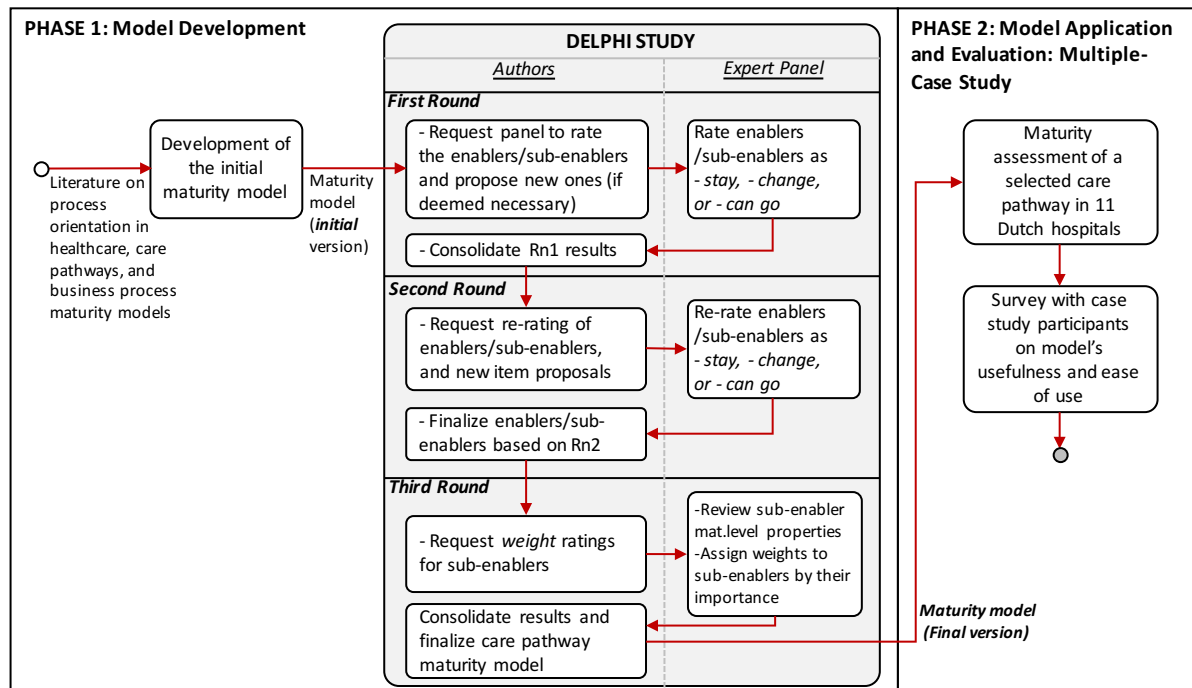 PHASE 1: Model Development
Literature on
process
orientation in
healthcare, care
pathways, and
business process
maturity models
Development of
the initial
maturity model
Maturity
model
(initial
version)
DELPHI STUDY
Authors
Expert Panel
First Round
- Request panel to rate
the enablers/sub-enablers
and propose new ones (if
deemed necessary)
Rate enablers
/sub-enablers as
- stay, - change,
or - can go
- Consolidate Rn1 results
Second Round
- Request re-rating of
enablers/sub-enablers,
and new item proposals
Re-rate enablers
/sub-enablers as
- stay, - change,
or - can go
- Finalize enablers/sub-
enablers based on Rn2
Third Round
- Request weight ratings
for sub-enablers
-Review sub-enabler
mat.level properties
-Assign weights to
sub-enablers by their
importance
Consolidate results and
finalize care pathway
maturity model
Maturity model
(Final version)
PHASE 2: Model Application
and Evaluation: Multiple-
Case Study
Maturity
assessment of a
selected care
pathway in 11
Dutch hospitals
Survey with case
study participants
on model's
usefulness and ease
of use